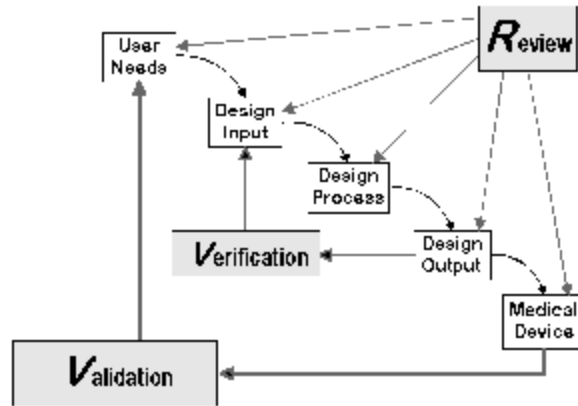 User
Needs
Review
Design
Input
Design
Process
Verification
Design
Output
Medical
Device
Validation